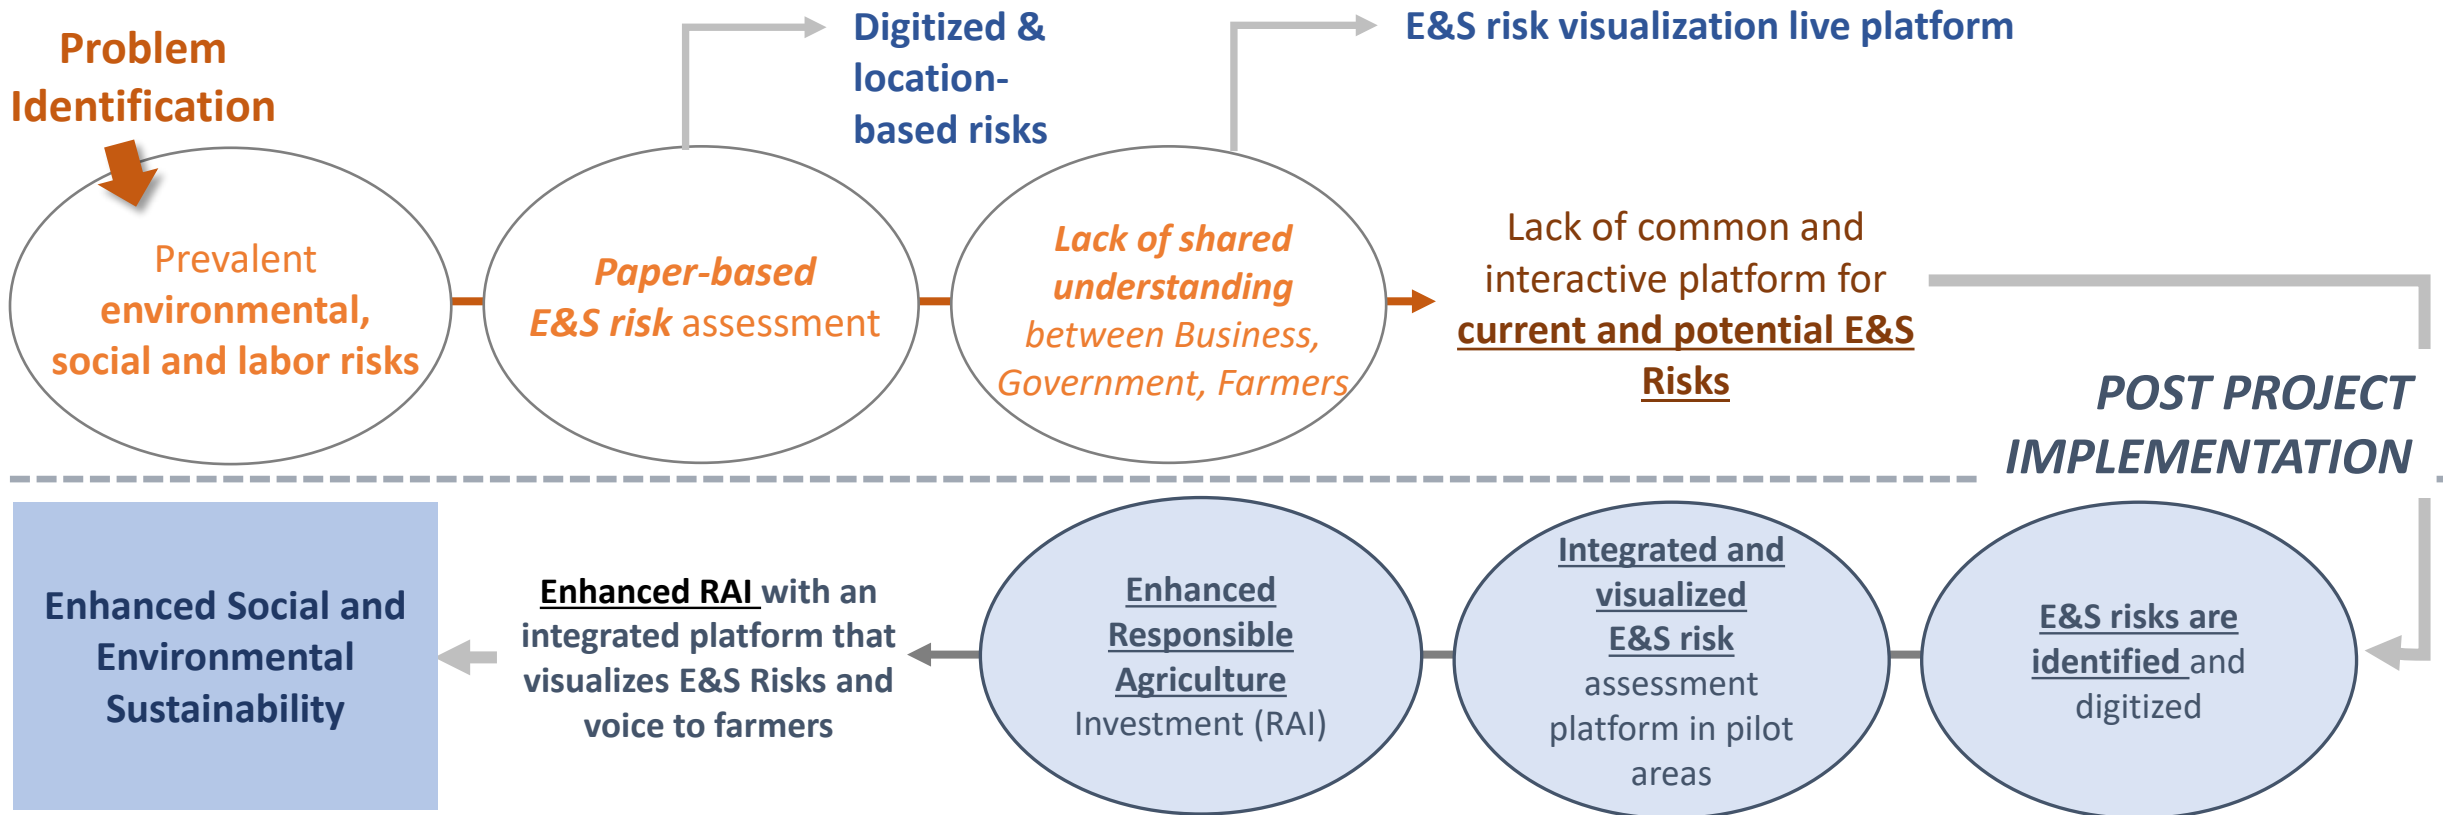 Problem
Identification
Digitized &
location-
based risks
E&S risk visualization live platform
Prevalent
environmental,
social and labor risks
Paper-based
E&S risk assessment
Lack of shared
understanding
between Business,
Government, Farmers
Lack of common and
interactive platform for
current and potential E&S
Risks
POST PROJECT
IMPLEMENTATION
E&S risks are
identified and
digitized
Integrated and
visualized
E&S risk
assessment
platform in pilot
areas
Enhanced
Responsible
Agriculture
Investment (RAI)
Enhanced RAI with an
integrated platform that
visualizes E&S Risks and
voice to farmers
Enhanced Social and
Environmental
Sustainability